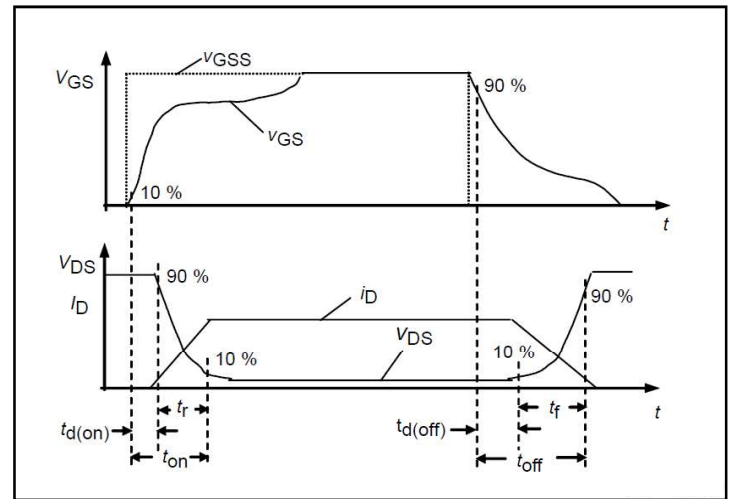 vGSS
VGS
90 %
vGS
10 %
t
VDS
90 %
ID
iD
90 %
VDS
10 %
10 %
tr
tf
t
td(on)
td(off)
ton
toff